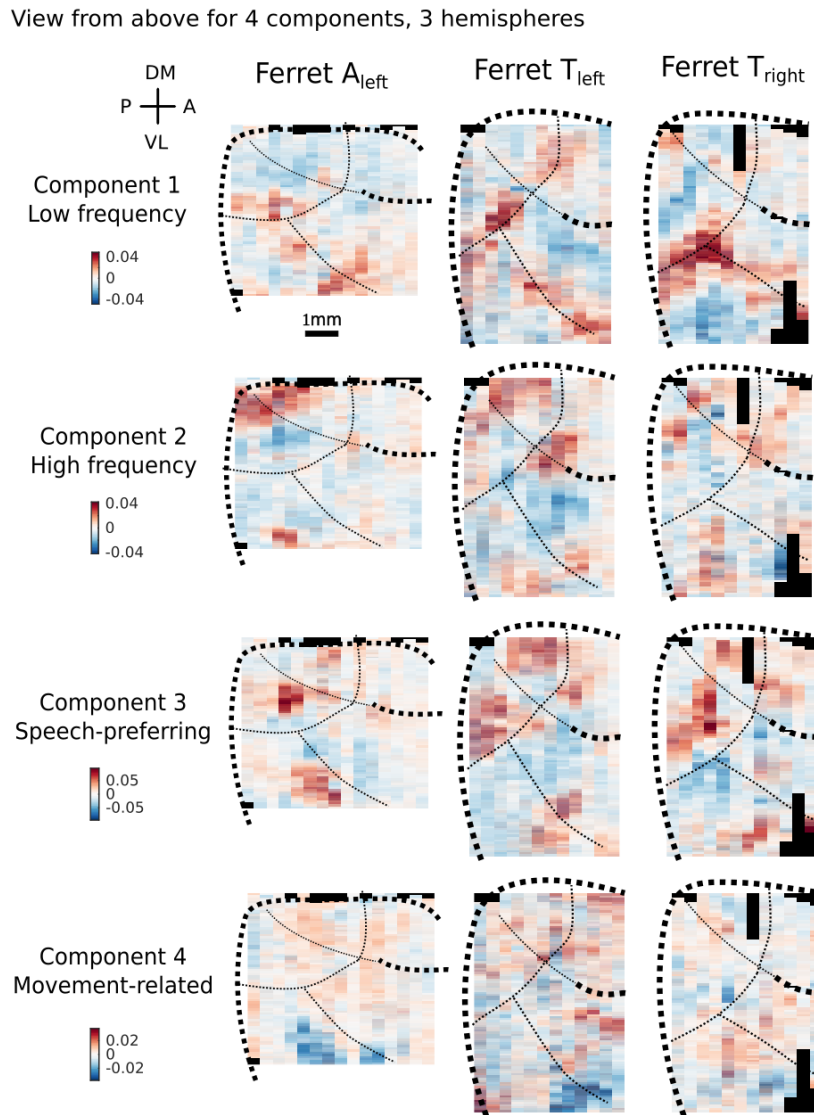 View from above for 4 components, 3 hemispheres
DM
P A
VL
Ferret A_left
Ferret T_left
Ferret T_right
Component 1
Low frequency
0.04
0
-0.04
1mm
Component 2
High frequency
0.04
0
-0.04
Component 3
Speech-preferring
0.05
-0.05
Component 4
Movement-related
0.02
0
-0.02